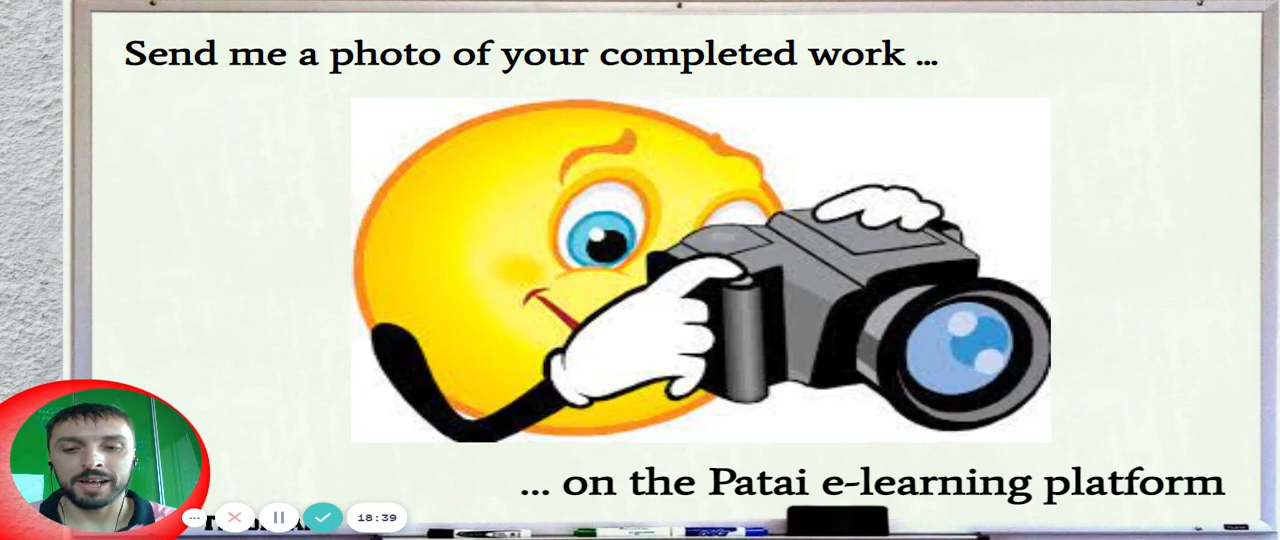 Send me a photo of your completed work ...
... on the Patai e-learning platform
18:39